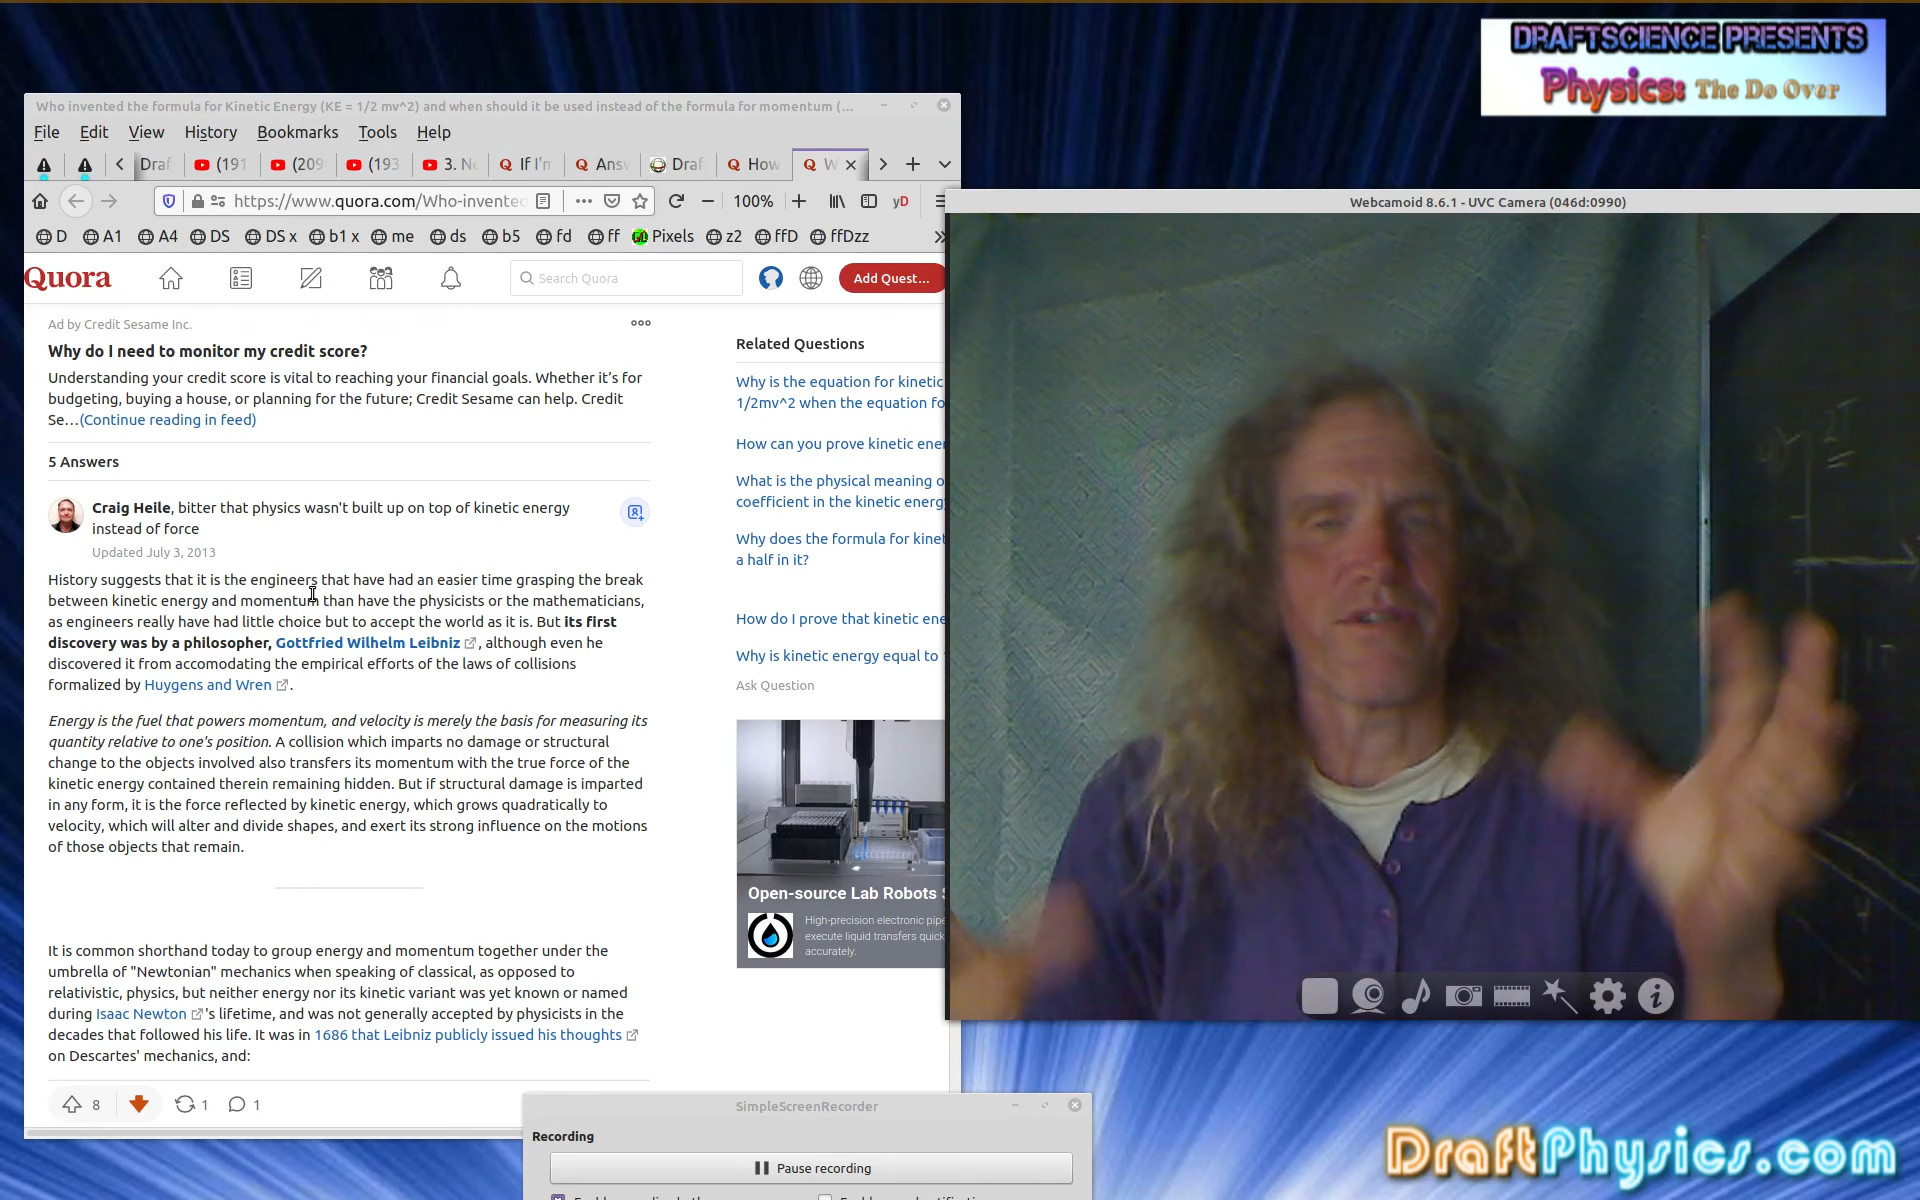 DRAFTSCIENCE PRESENTS
Physics: The Do Over
Who invented the formula for Kinetic Energy (KE = 1/2 mv^2) and when should it be used instead of the formula for momentum (...
File Edit View History Bookmarks Tools Help
Draf (191 (209 (193 3. Ne If I'm Answ Draf How W
https://www.quora.com/Who-invented 100% yD
D A1 A4 DS DS x b1 x me ds b5 fd ff Pixels z2 ffD ffDzz
Webcamoid 8.6.1 - UVC Camera (046d:0990)
Quora Search Quora Add Quest...
Ad by Credit Sesame Inc.
Why do I need to monitor my credit score?
Understanding your credit score is vital to reaching your financial goals. Whether it's for
budgeting, buying a house, or planning for the future; Credit Sesame can help. Credit
Se...(Continue reading in feed)
5 Answers
Craig Heile, bitter that physics wasn't built up on top of kinetic energy
instead of force
Updated July 3, 2013
History suggests that it is the engineers that have had an easier time grasping the break
between kinetic energy and momentum than have the physicists or the mathematicians,
as engineers really have had little choice but to accept the world as it is. But its first
discovery was by a philosopher, Gottfried Wilhelm Leibniz, although even he
discovered it from accomodating the empirical efforts of the laws of collisions
formalized by Huygens and Wren.
Energy is the fuel that powers momentum, and velocity is merely the basis for measuring its
quantity relative to one's position. A collision which imparts no damage or structural
change to the objects involved also transfers its momentum with the true force of the
kinetic energy contained therein remaining hidden. But if structural damage is imparted
in any form, it is the force reflected by kinetic energy, which grows quadratically to
velocity, which will alter and divide shapes, and exert its strong influence on the motions
of those objects that remain.
It is common shorthand today to group energy and momentum together under the
umbrella of "Newtonian" mechanics when speaking of classical, as opposed to
relativistic, physics, but neither energy nor its kinetic variant was yet known or named
during Isaac Newton's lifetime, and was not generally accepted by physicists in the
decades that followed his life. It was in 1686 that Leibniz publicly issued his thoughts
on Descartes' mechanics, and:
8 1 1
Related Questions
Why is the equation for kinetic
1/2mv^2 when the equation fo
How can you prove kinetic ener
What is the physical meaning o
coefficient in the kinetic energy
Why does the formula for kinet
a half in it?
How do I prove that kinetic ene
Why is kinetic energy equal to
Ask Question
Open-source Lab Robots
High-precision electronic pipe
execute liquid transfers quick
accurately.
SimpleScreenRecorder
Recording
Pause recording
DraftPhysics.com